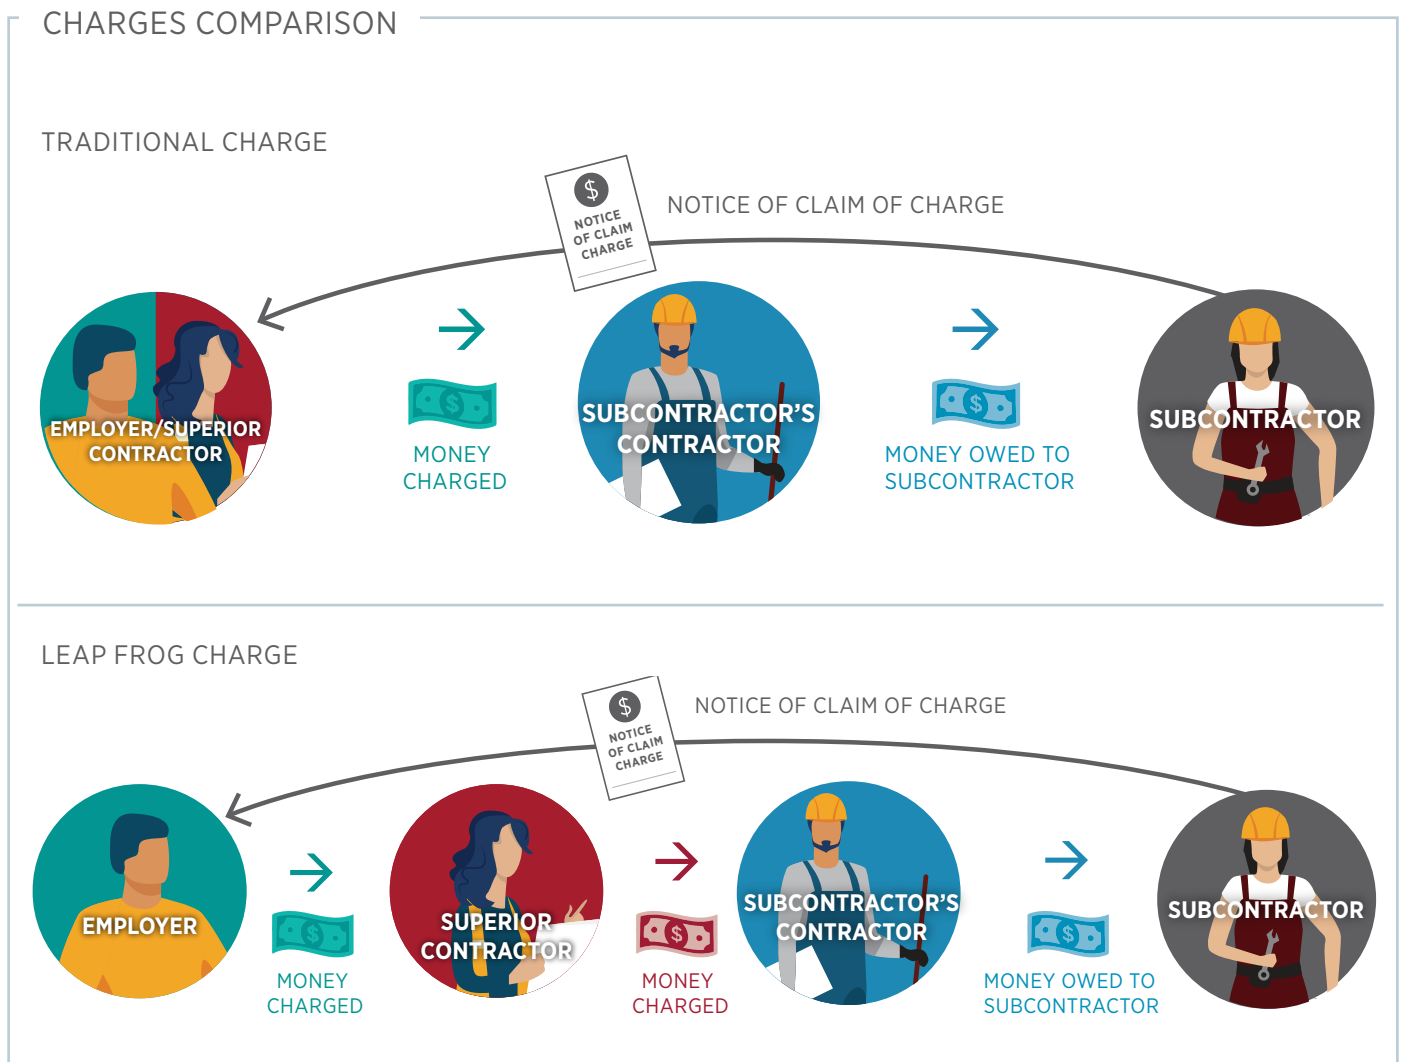 CHARGES COMPARISON
TRADITIONAL CHARGE
$
NOTICE
OF CLAIM
CHARGE
NOTICE OF CLAIM OF CHARGE
EMPLOYER/SUPERIOR
CONTRACTOR
$
MONEY
CHARGED
SUBCONTRACTOR'S
CONTRACTOR
$
MONEY OWED TO
SUBCONTRACTOR
SUBCONTRACTOR
LEAP FROG CHARGE
$
NOTICE
OF CLAIM
CHARGE
NOTICE OF CLAIM OF CHARGE
EMPLOYER
$
MONEY
CHARGED
SUPERIOR
CONTRACTOR
$
MONEY
CHARGED
SUBCONTRACTOR'S
CONTRACTOR
$
MONEY OWED TO
SUBCONTRACTOR
SUBCONTRACTOR